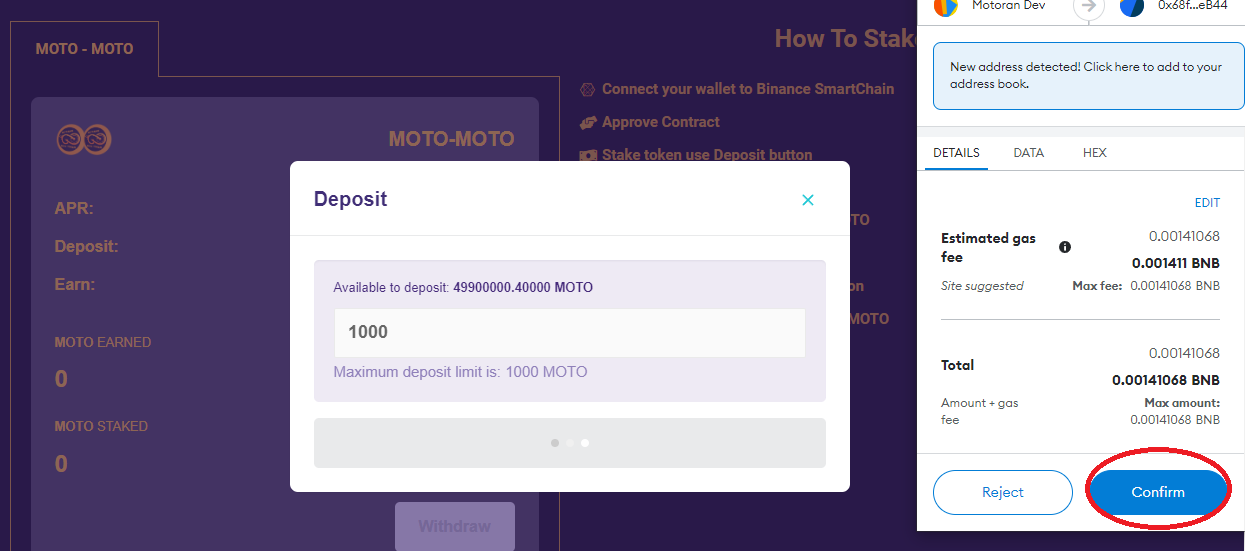 MOTO - MOTO
MOTO-MOTO
APR:
Deposit:
Earn:
MOTO EARNED
0
MOTO STAKED
0
Withdraw
How To Stak
Connect your wallet to Binance SmartChain
Approve Contract
Stake token use Deposit button
TO
on
MOTO
Deposit
×
Available to deposit: 49900000.40000 MOTO
1000
Maximum deposit limit is: 1000 MOTO
Motoran Dev
0x68f...eB44
New address detected! Click here to add to your
address book.
DETAILS DATA HEX
EDIT
Estimated gas
fee
0.00141068
0.001411 BNB
Site suggested
Max fee: 0.00141068 BNB
Total
0.00141068
0.00141068 BNB
Amount + gas
fee
Max amount:
0.00141068 BNB
Reject
Confirm